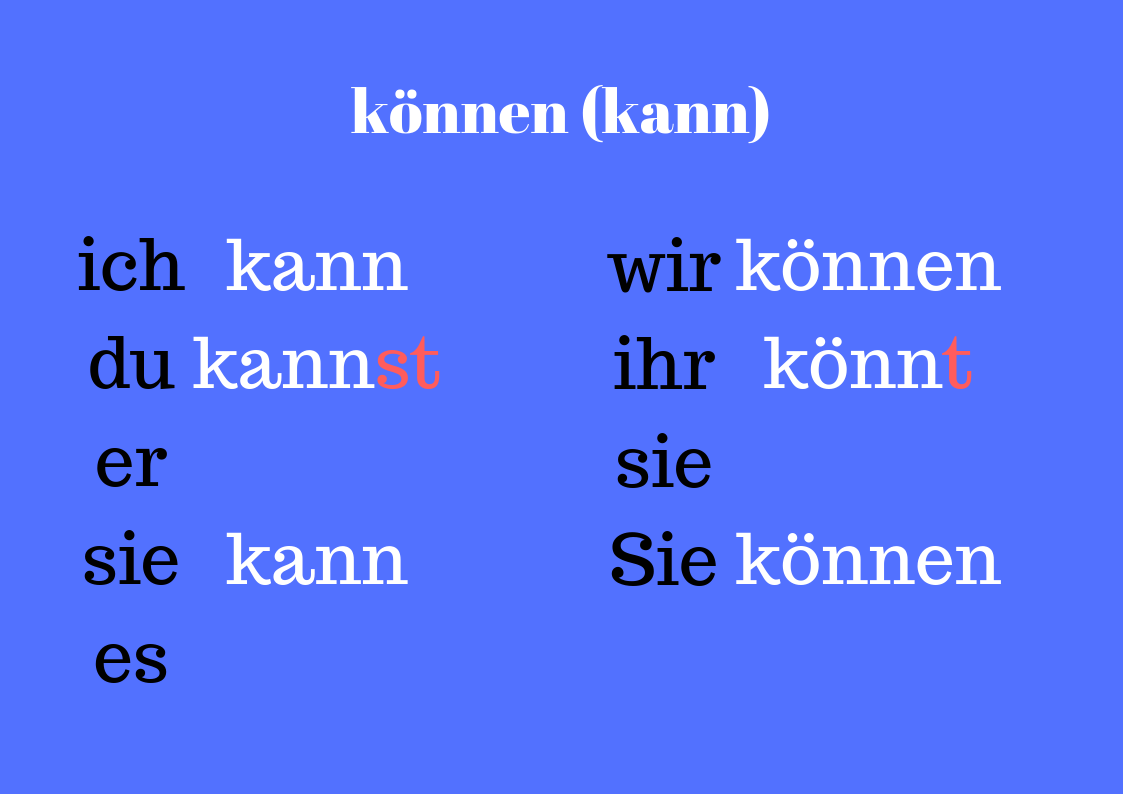 können (kann)
ich kann
du kannst
er
sie kann
es
wir können
ihr könnt
sie
Sie können